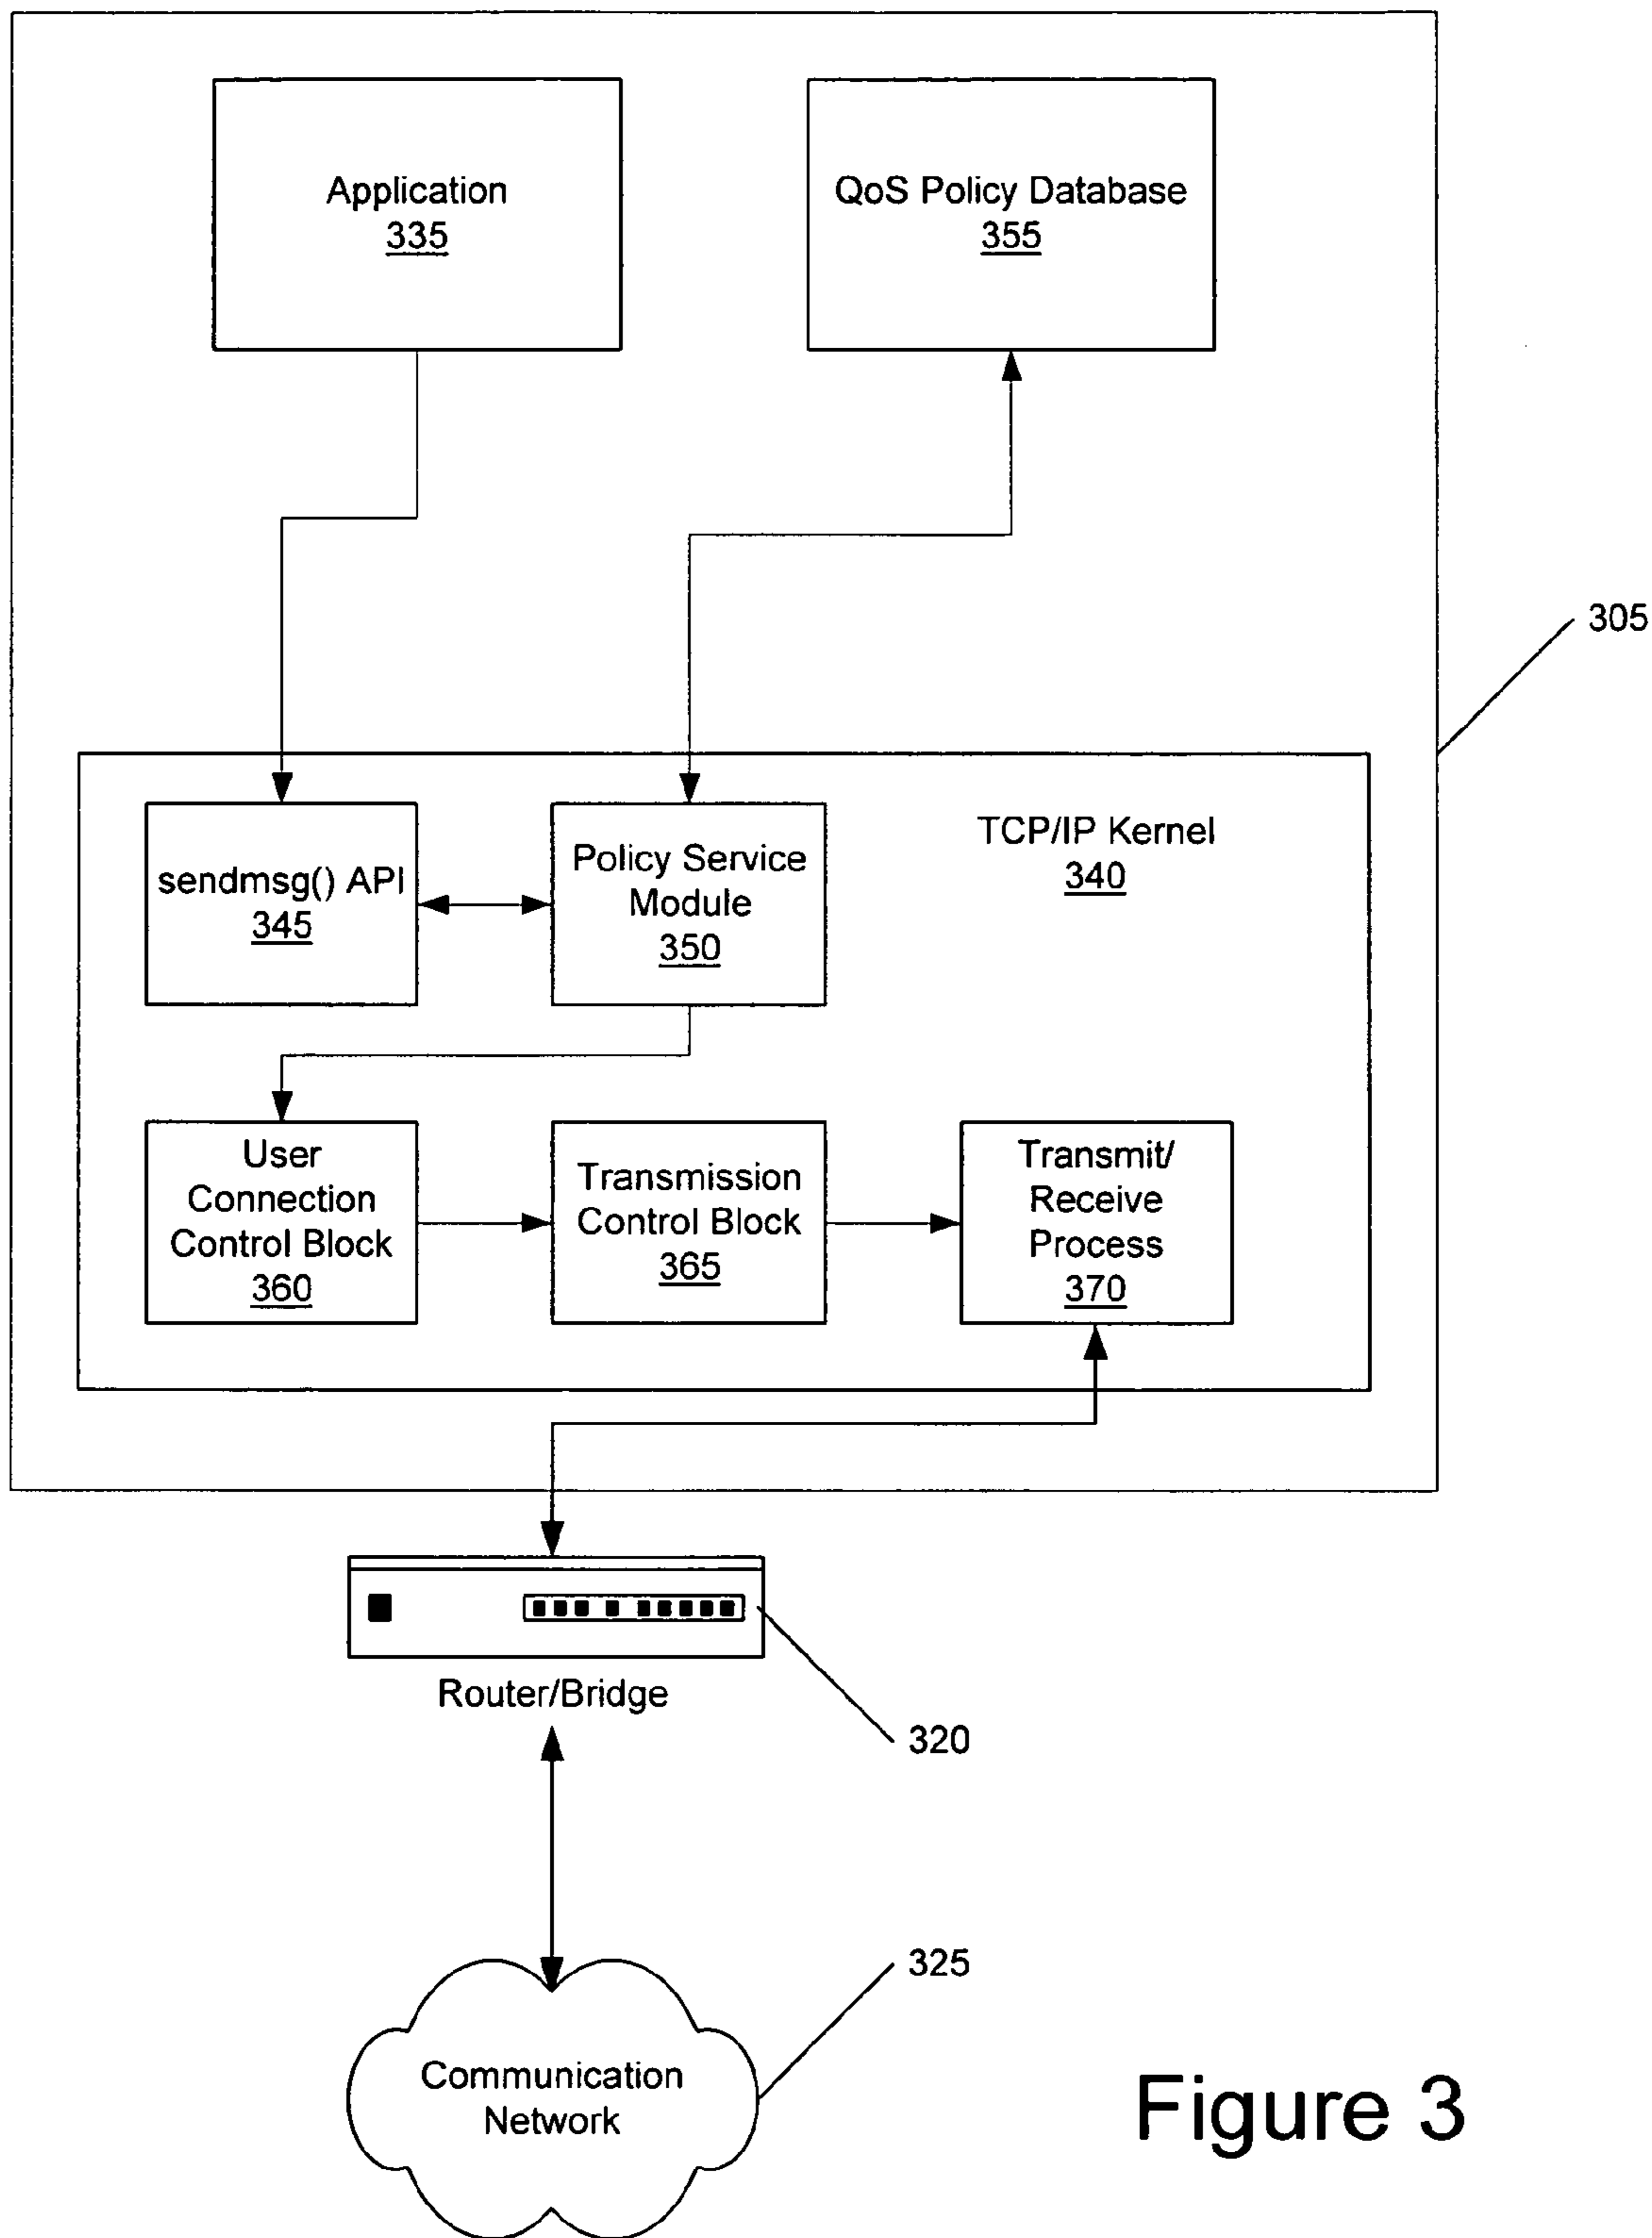 Application
335
QoS Policy Database
355
305
sendmsg() API
345
Policy Service
Module
350
TCP/IP Kernel
340
User
Connection
Control Block
360
Transmission
Control Block
365
Transmit/
Receive
Process
370
Router/Bridge
320
325
Communication
Network
Figure 3